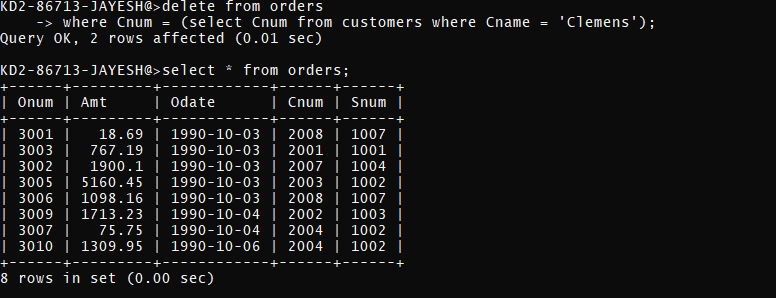 KD2-86713-JAYESH@>delete from orders
    -> where Cnum = (select Cnum from customers where Cname = 'Clemens');
Query OK, 2 rows affected (0.01 sec)

KD2-86713-JAYESH@>select * from orders;
+------+---------+------------+------+------+
| Onum | Amt     | Odate      | Cnum | Snum |
+------+---------+------------+------+------+
| 3001 |   18.69 | 1990-10-03 | 2008 | 1007 |
| 3003 |  767.19 | 1990-10-03 | 2001 | 1001 |
| 3002 |  1900.1 | 1990-10-03 | 2007 | 1004 |
| 3005 | 5160.45 | 1990-10-03 | 2003 | 1002 |
| 3006 | 1098.16 | 1990-10-03 | 2008 | 1007 |
| 3009 | 1713.23 | 1990-10-04 | 2002 | 1003 |
| 3007 |   75.75 | 1990-10-04 | 2004 | 1002 |
| 3010 | 1309.95 | 1990-10-06 | 2004 | 1002 |
+------+---------+------------+------+------+
8 rows in set (0.00 sec)